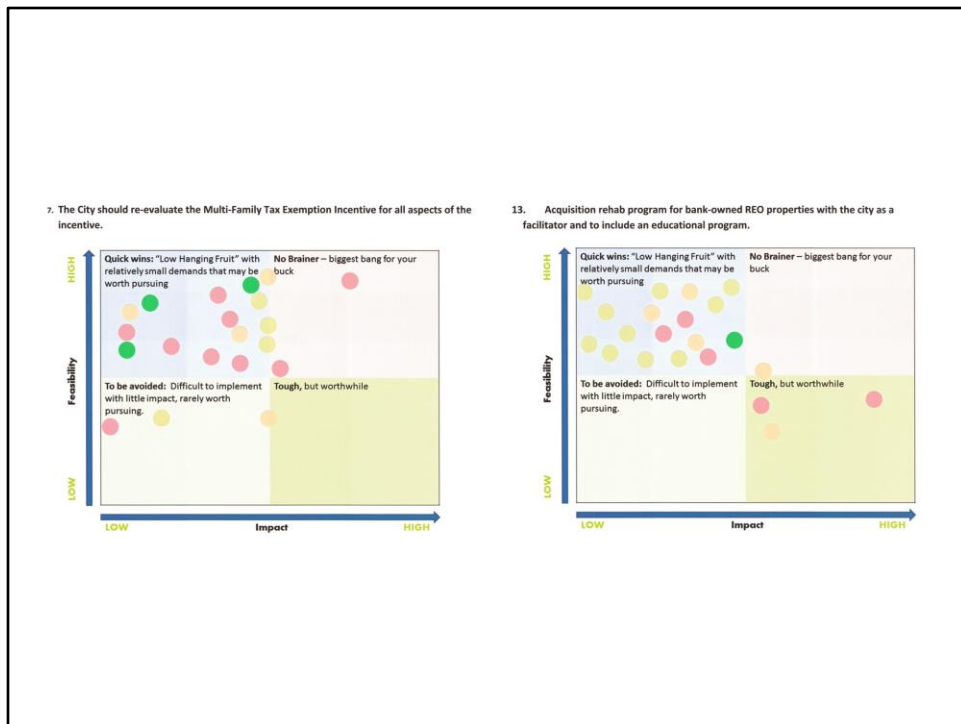 7. The City should re-evaluate the Multi-Family Tax Exemption Incentive for all aspects of the
incentive.
HIGH
Feasibility
LOW
Quick wins: "Low Hanging Fruit" with
relatively small demands that may be
worth pursuing
No Brainer – biggest bang for your
buck
To be avoided: Difficult to implement
with little impact, rarely worth
pursuing.
Tough, but worthwhile
LOW
Impact
HIGH
13. Acquisition rehab program for bank-owned REO properties with the city as a
facilitator and to include an educational program.
HIGH
Feasibility
LOW
Quick wins: "Low Hanging Fruit" with
relatively small demands that may be
worth pursuing
No Brainer – biggest bang for your
buck
To be avoided: Difficult to implement
with little impact, rarely worth
pursuing.
Tough, but worthwhile
LOW
Impact
HIGH